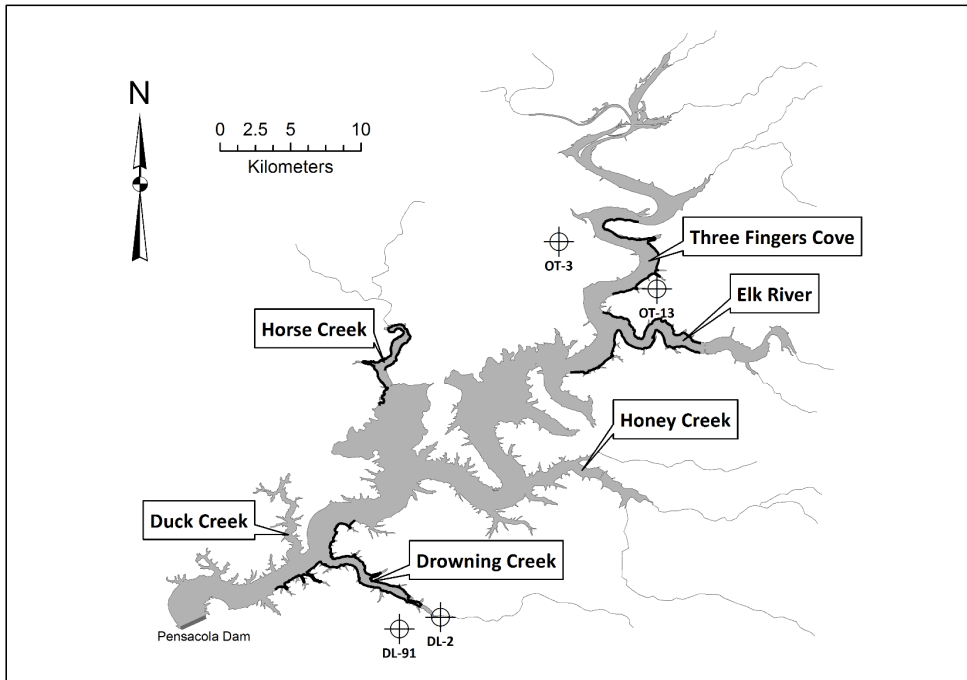 N
0 2.5 5 10
Kilometers
Three Fingers Cove
OT-3
Elk River
OT-13
Horse Creek
Honey Creek
Duck Creek
Drowning Creek
Pensacola Dam
DL-2
DL-91